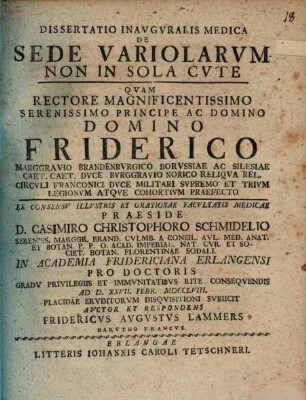 18
DISSERTATIO INAVGVRALIS MEDICA
DE
SEDE VARIOLARVM
NON IN SOLA CVTE
QVAM
RECTORE MAGNIFICENTISSIMO
SERENISSIMO PRINCIPE AC DOMINO
DOMINO
FRIDERICO
MARGGRAVIO BRANDENBVRGICO BORVSSIAE AC SILESIAE
CAET. CAET. DVCE BVRGGRAVIO NORICO RELIQVA REL.
CIRCVLI FRANCONICI DVCE MILITARI SVPREMO ET TRIVM
LEGIONVM ATQVE COHORTIVM PRAEFECTO
EX CONSENSV ILLVSTRIS ET GRATIOSAE FACVLTATIS MEDICAE
PRAESIDE
D. CASIMIRO CHRISTOPHORO SCHMIDELIO
SERENISS. MARGGR. BRAND. CVLMB. A CONSIL. AVL. MED. ANAT.
ET BOTAN. P. P. O. ACAD. IMPERIAL. NAT. CVR. ET SO-
CIET. BOTAN. FLORENTINAE SODALI
IN ACADEMIA FRIDERICIANA ERLANGENSI
PRO DOCTORIS
GRADV PRIVILEGIIS ET IMMVNITATIBVS RITE CONSEQVENDIS
AD D. XXVII. FEBR. MDCCLVIII.
PLACIDAE ERVDITORVM DISQVISITIONI SVBIICIT
AVCTOR ET RESPONDENS
FRIDERICVS AVGVSTVS LAMMERS
BARVTHO FRANCVS.
ERLANGAE
LITTERIS IOHANNIS CAROLI TETSCHNERI.